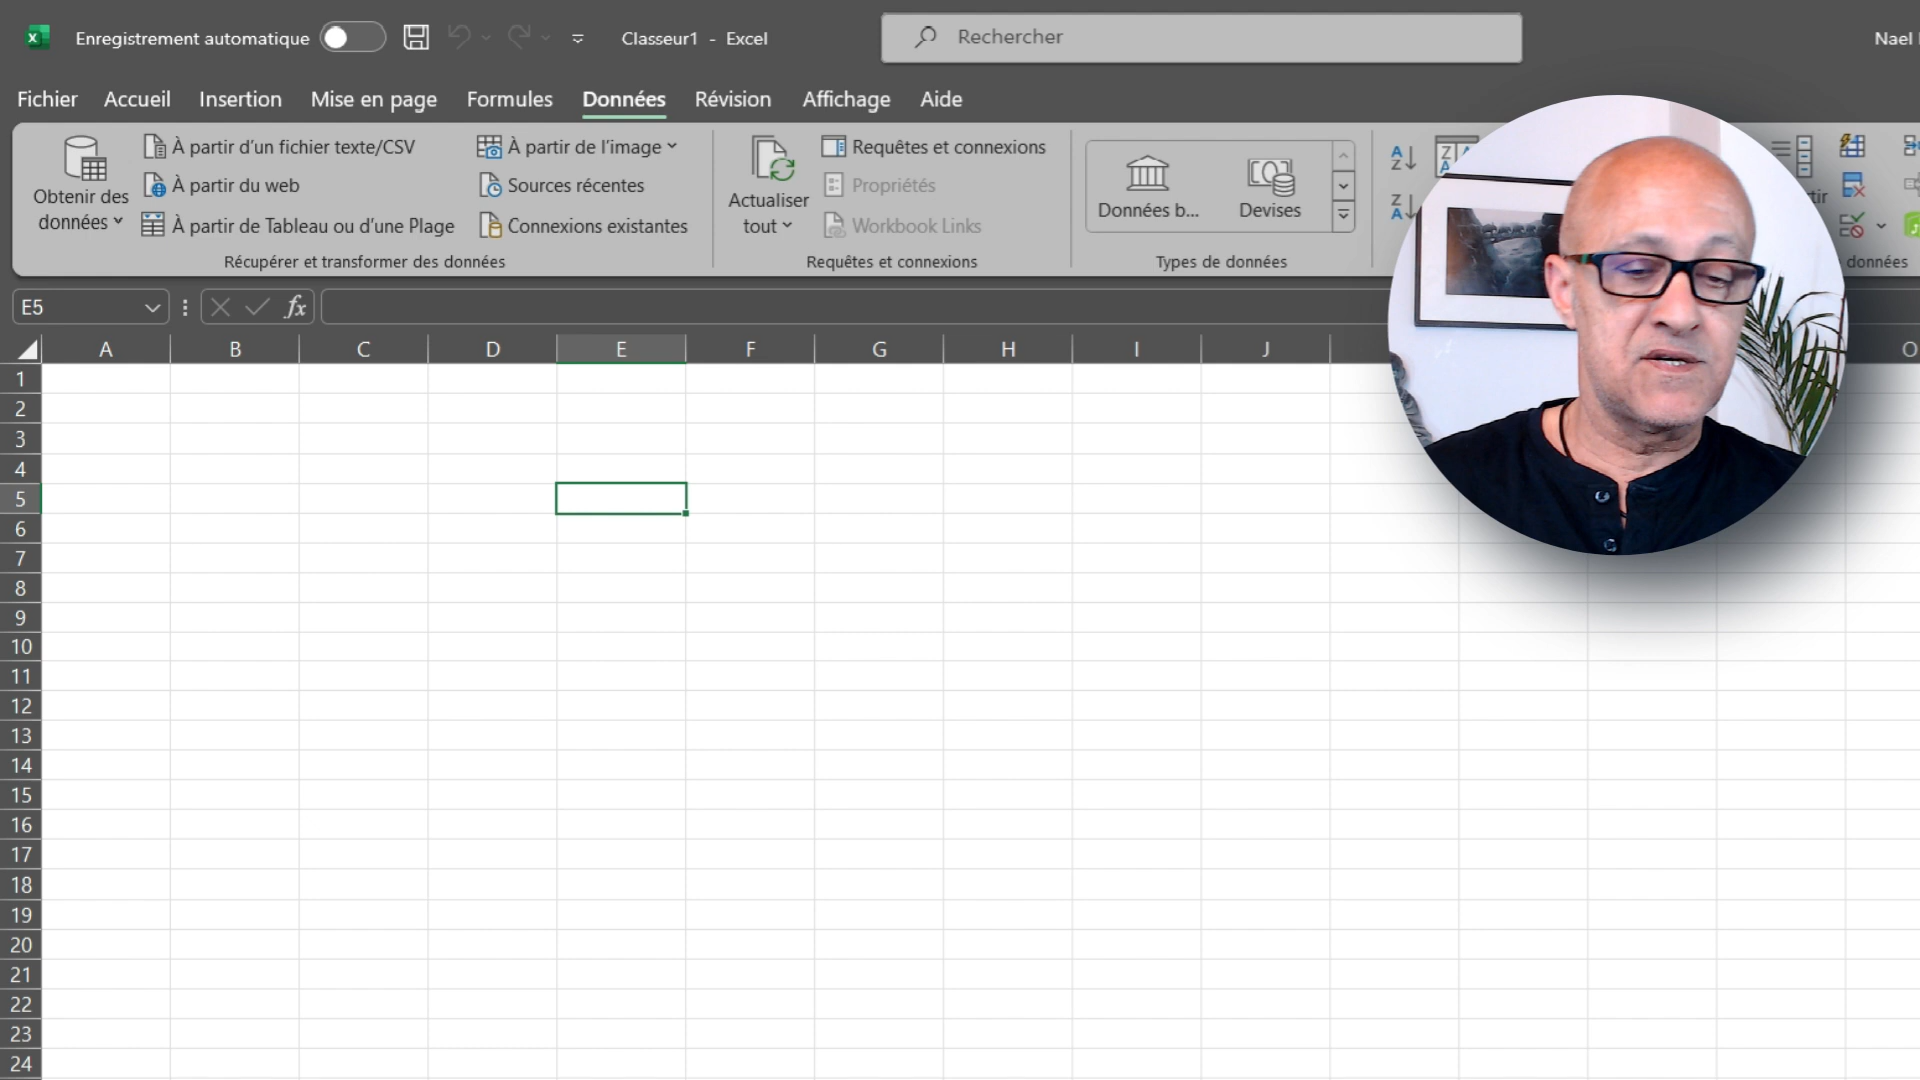 Enregistrement automatique Classeur1 - Excel Rechercher Nael
Fichier Accueil Insertion Mise en page Formules Données Révision Affichage Aide
Obtenir des données
À partir d'un fichier texte/CSV
À partir du web
À partir de Tableau ou d'une Plage
À partir de l'image
Sources récentes
Connexions existantes
Récupérer et transformer des données
Actualiser tout
Requêtes et connexions
Propriétés
Workbook Links
Requêtes et connexions
Données b... Devises
Types de données
données
E5 fx
A B C D E F G H I J O
1
2
3
4
5
6
7
8
9
10
11
12
13
14
15
16
17
18
19
20
21
22
23
24